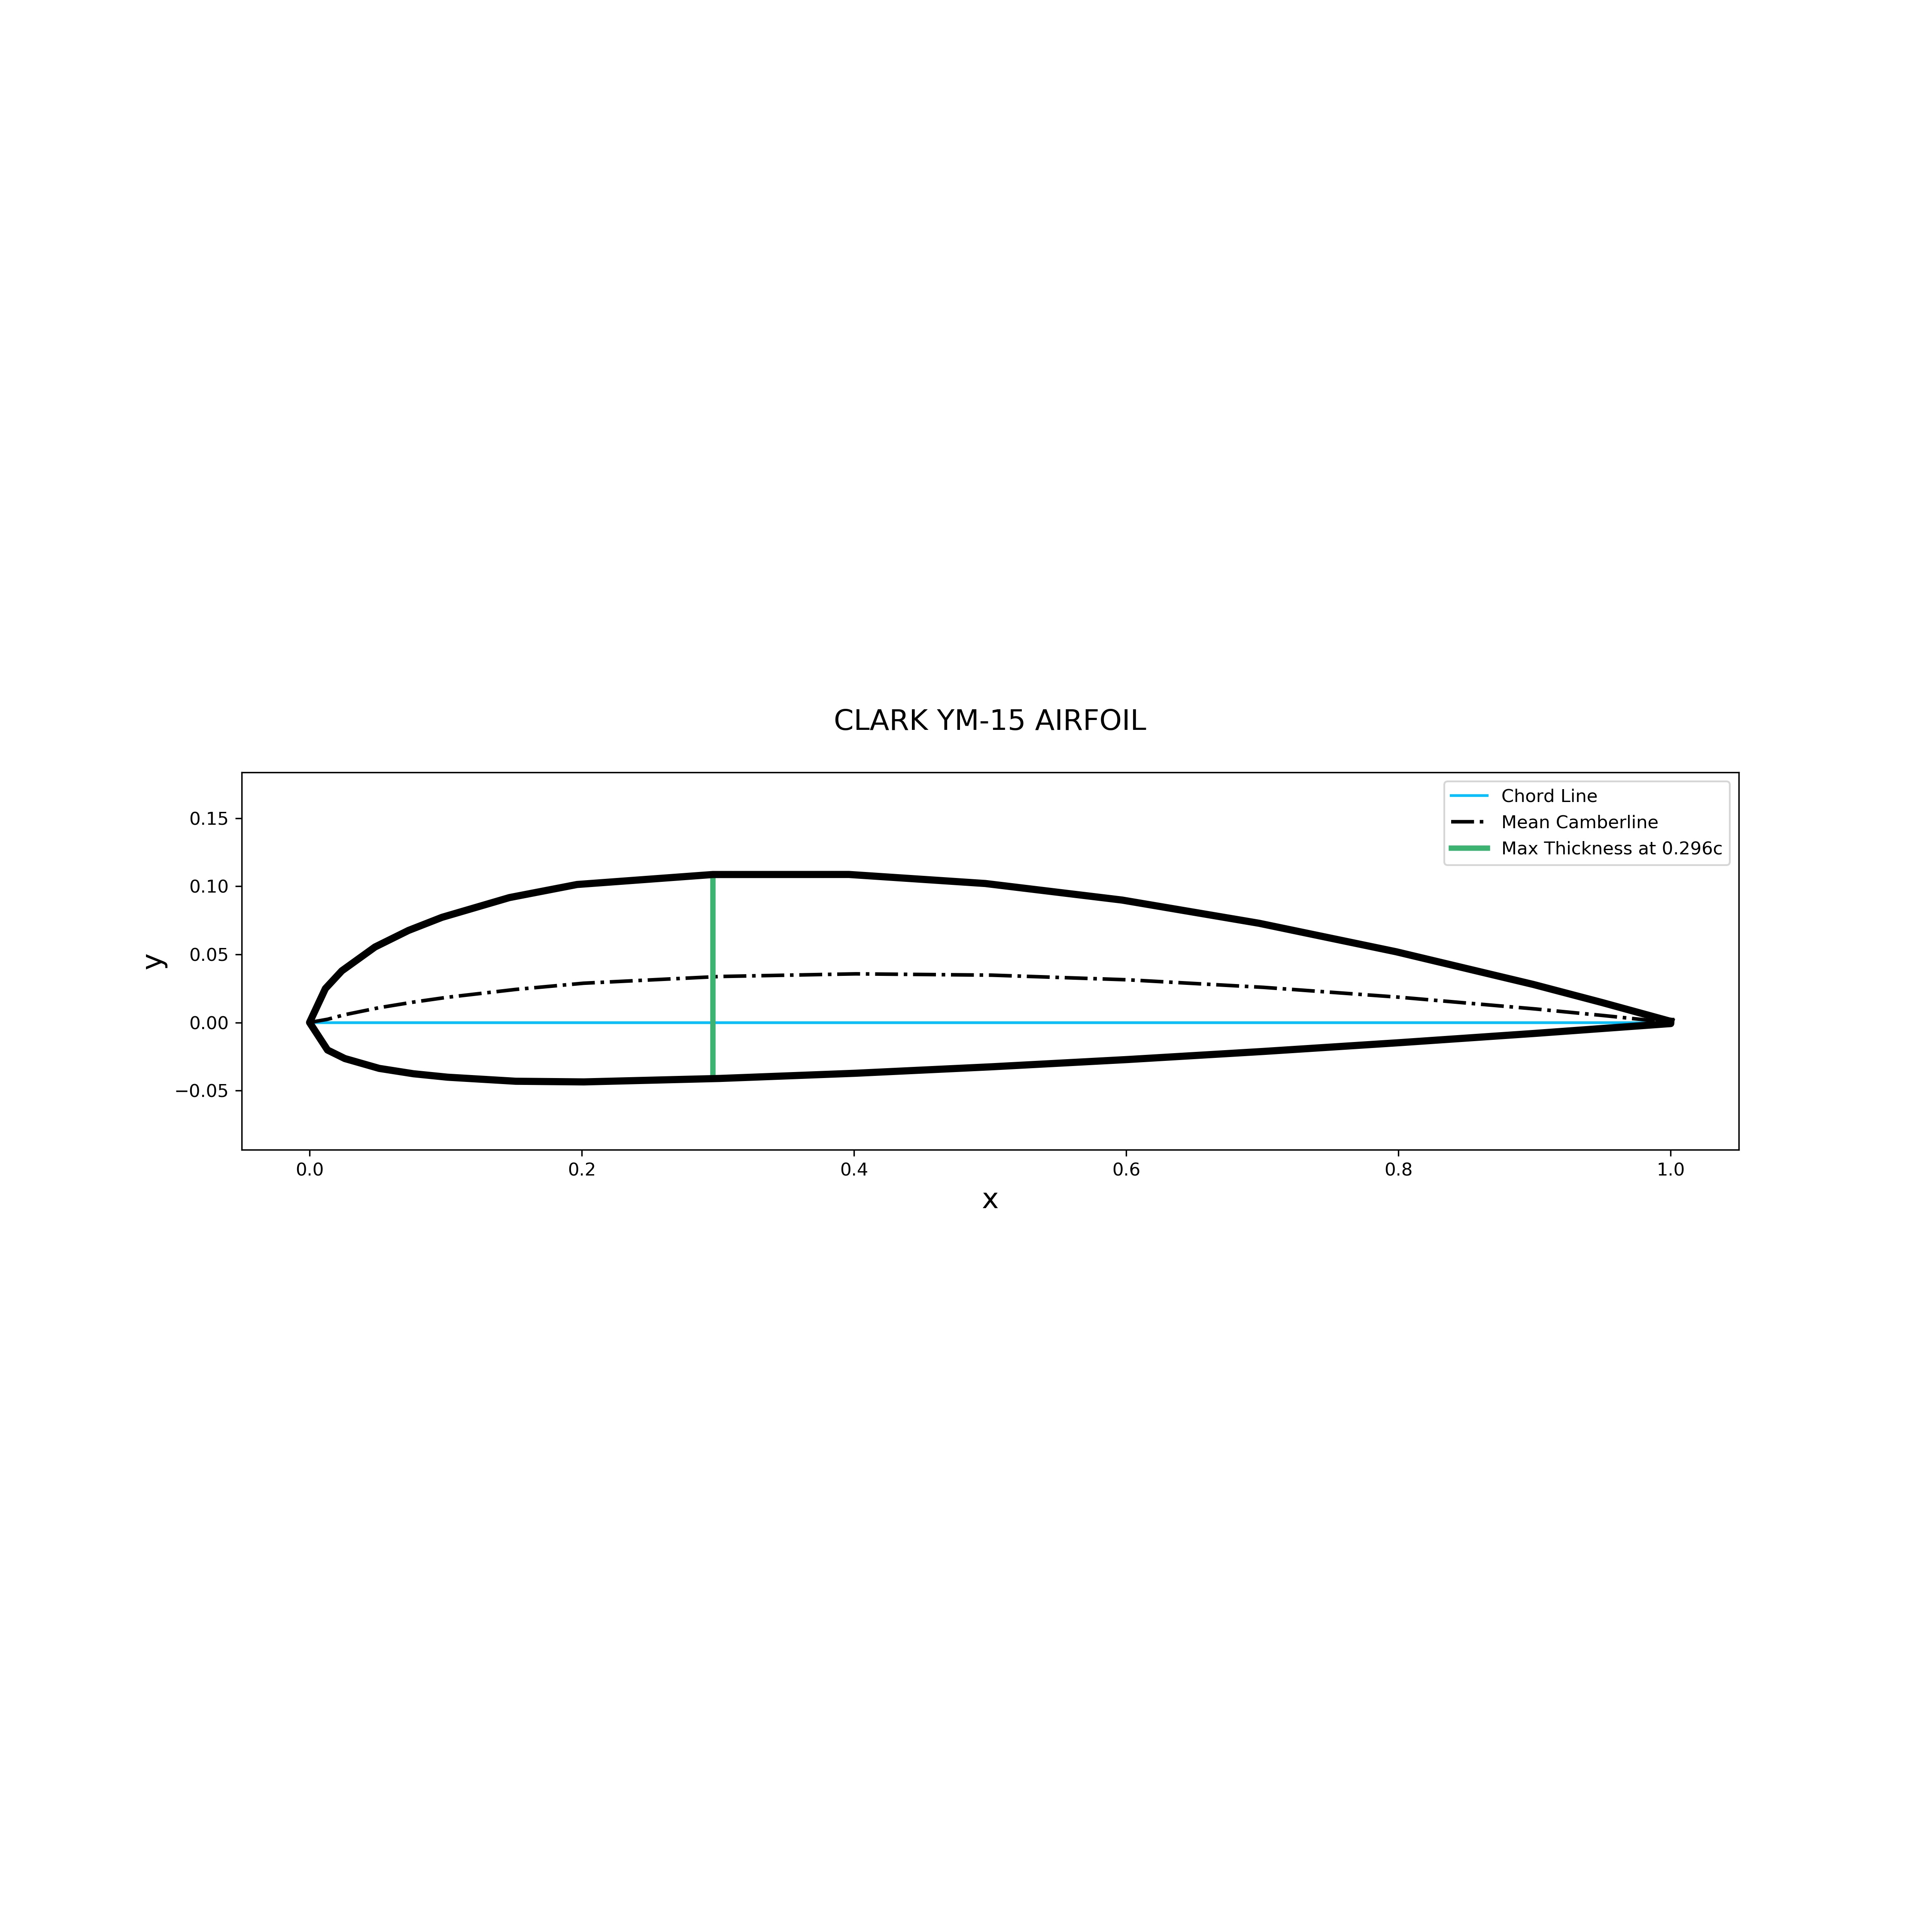 CLARK YM-15 AIRFOIL
Chord Line
Mean Camberline
Max Thickness at 0.296c
0.15
0.10
0.05
0.00
−0.05
y
0.0 0.2 0.4 0.6 0.8 1.0
x